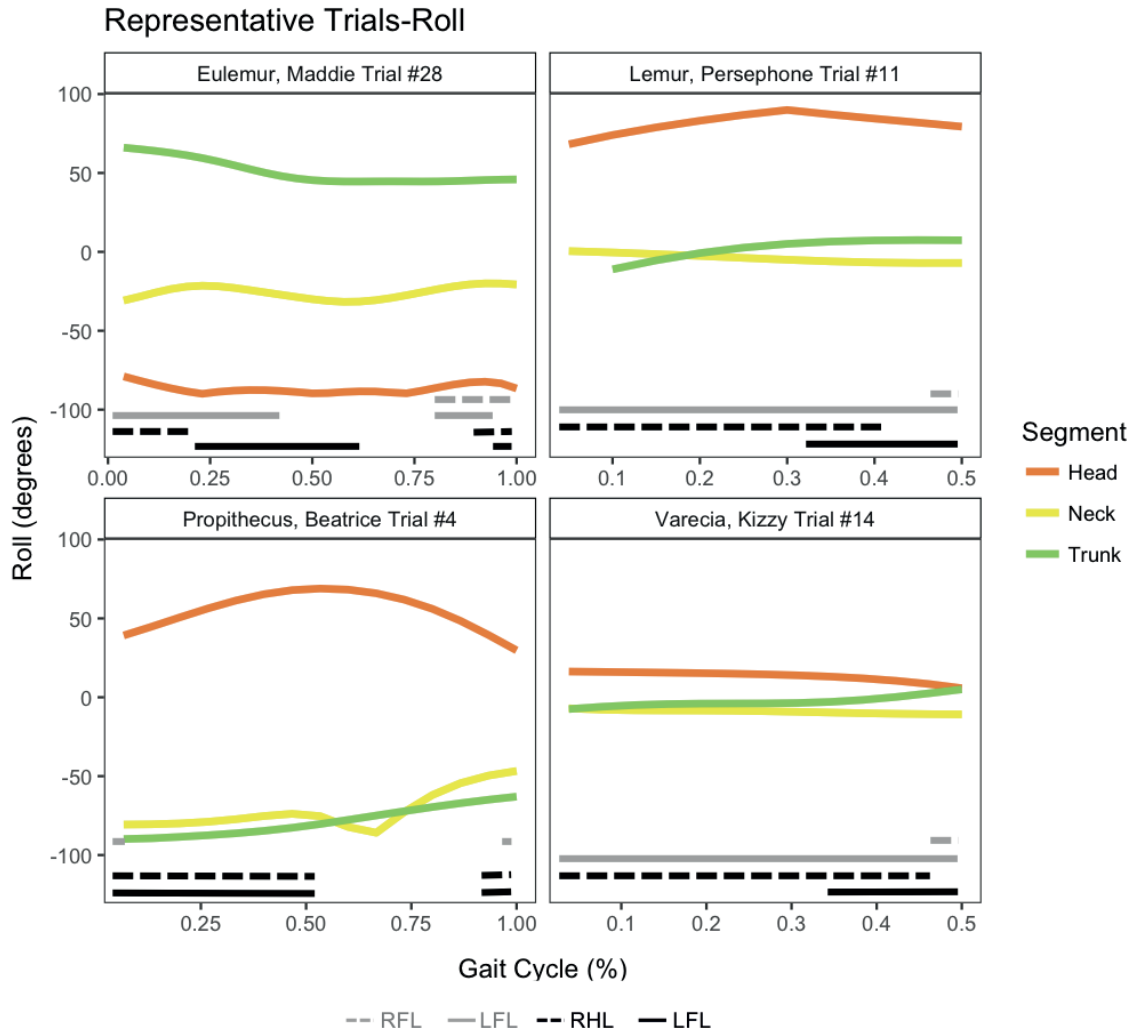 Representative Trials-Roll
Eulemur, Maddie Trial #28
Lemur, Persephone Trial #11
100
50
0
-50
-100
0.00 0.25 0.50 0.75 1.00
0.1 0.2 0.3 0.4 0.5
Propithecus, Beatrice Trial #4
Varecia, Kizzy Trial #14
100
50
0
-50
-100
0.25 0.50 0.75 1.00
0.1 0.2 0.3 0.4 0.5
Roll (degrees)
Gait Cycle (%)
Segment
Head
Neck
Trunk
RFL LFL RHL LFL